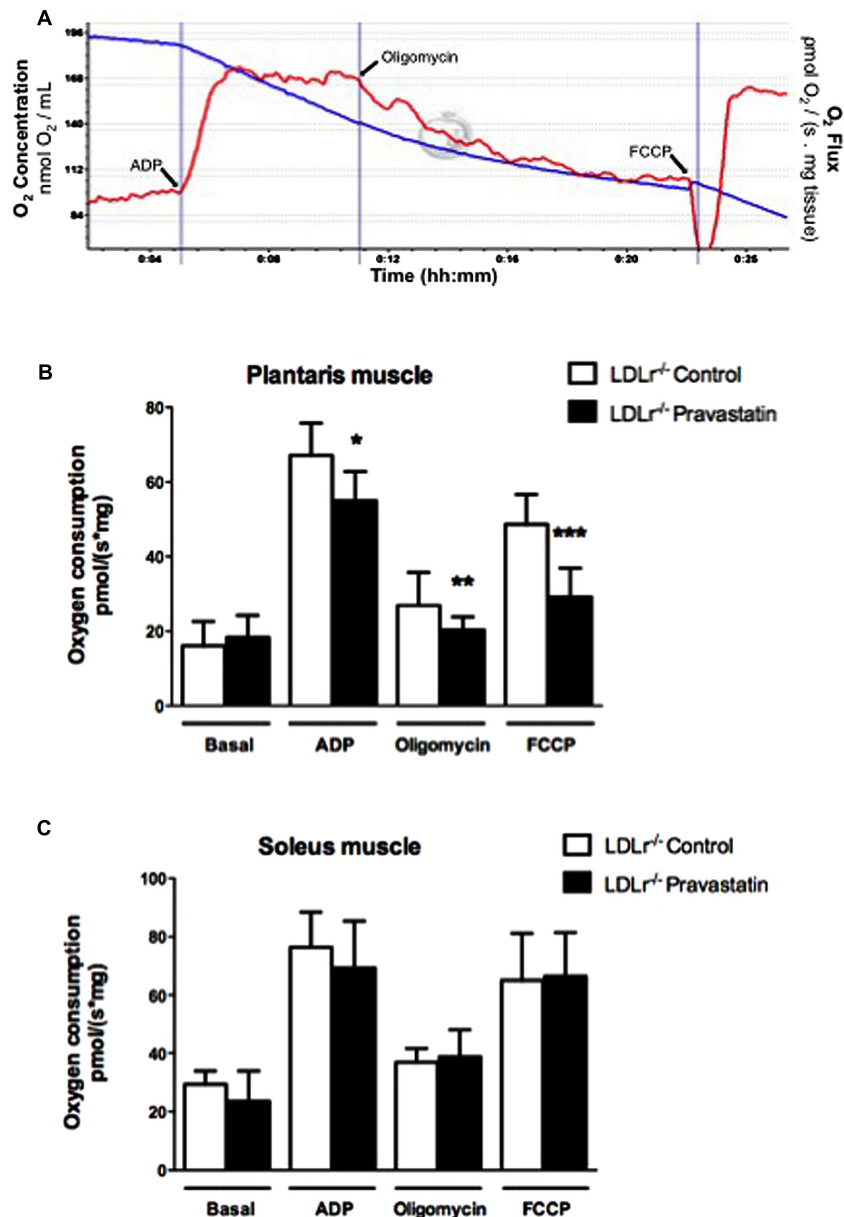 A
196
168
140
112
84
O₂ Concentration
nmol O₂ / mL
ADP
Oligomycin
FCCP
O₂ Flux
pmol O₂ / (s . mg tissue)
0:04
0:08
0:12
0:16
0:20
0:25
Time (hh:mm)
B
Plantaris muscle
LDLr⁻/⁻ Control
LDLr⁻/⁻ Pravastatin
Oxygen consumption
pmol/(s*mg)
80
60
40
20
0
*
**
***
Basal
ADP
Oligomycin
FCCP
C
Soleus muscle
LDLr⁻/⁻ Control
LDLr⁻/⁻ Pravastatin
Oxygen consumption
pmol/(s*mg)
100
80
60
40
20
0
Basal
ADP
Oligomycin
FCCP